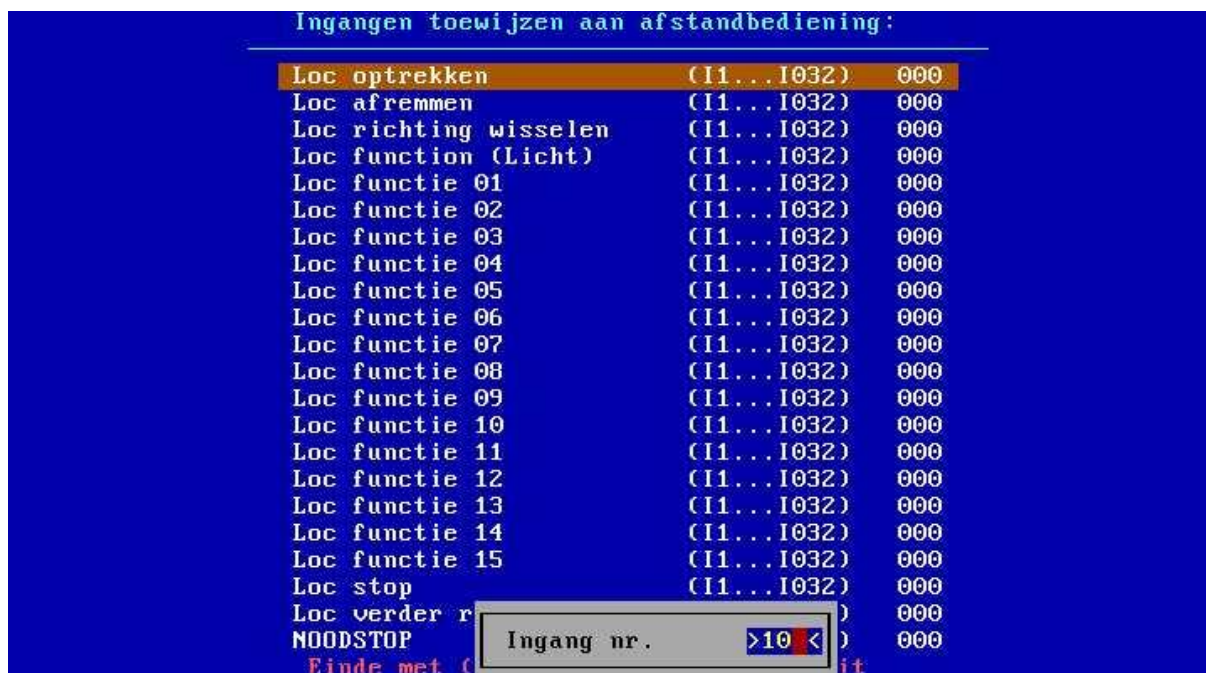 Ingangen toewijzen aan afstandbediening:
Loc optrekken (I1...I032) 000
Loc afremmen (I1...I032) 000
Loc richting wisselen (I1...I032) 000
Loc function (Licht) (I1...I032) 000
Loc functie 01 (I1...I032) 000
Loc functie 02 (I1...I032) 000
Loc functie 03 (I1...I032) 000
Loc functie 04 (I1...I032) 000
Loc functie 05 (I1...I032) 000
Loc functie 06 (I1...I032) 000
Loc functie 07 (I1...I032) 000
Loc functie 08 (I1...I032) 000
Loc functie 09 (I1...I032) 000
Loc functie 10 (I1...I032) 000
Loc functie 11 (I1...I032) 000
Loc functie 12 (I1...I032) 000
Loc functie 13 (I1...I032) 000
Loc functie 14 (I1...I032) 000
Loc functie 15 (I1...I032) 000
Loc stop (I1...I032) 000
Loc verder r ) 000
NOODSTOP ) 000
Ingang nr. >10 <
Einde met ( it